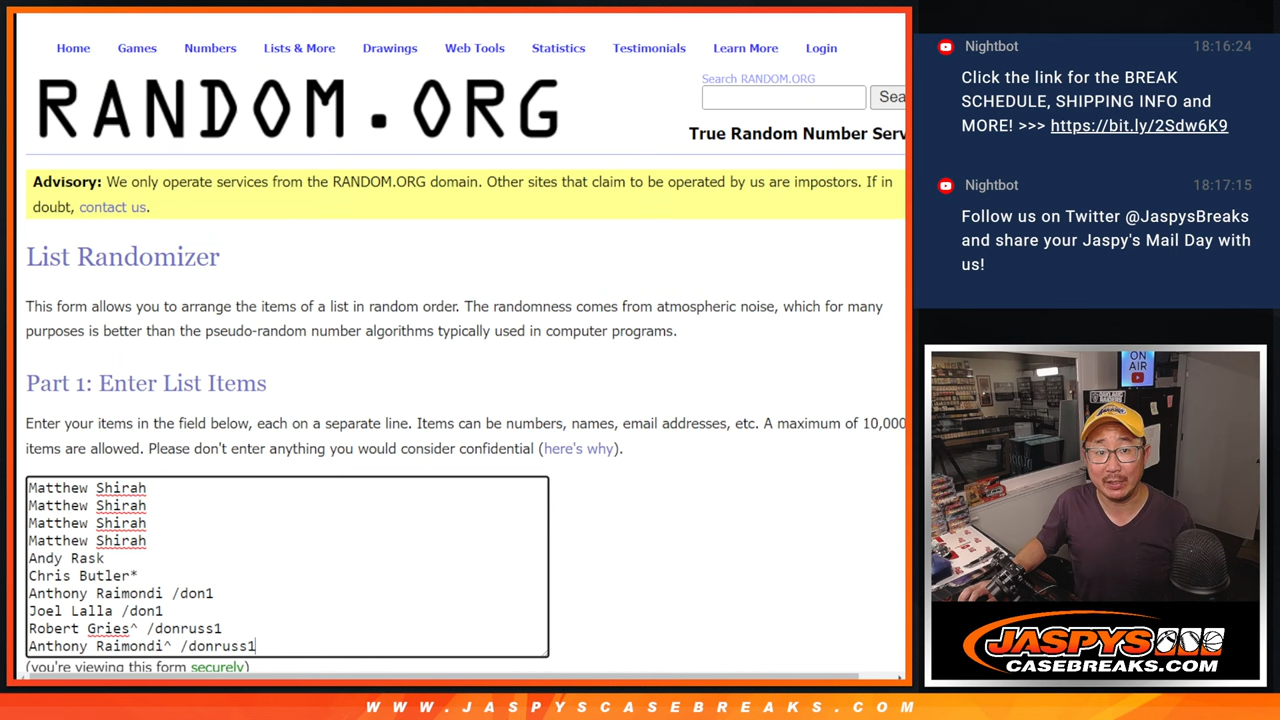 Home Games Numbers Lists & More Drawings Web Tools Statistics Testimonials Learn More Login
RANDOM.ORG
Search RANDOM.ORG
Sea
True Random Number Serv
Advisory: We only operate services from the RANDOM.ORG domain. Other sites that claim to be operated by us are impostors. If in
doubt, contact us.
List Randomizer
This form allows you to arrange the items of a list in random order. The randomness comes from atmospheric noise, which for many
purposes is better than the pseudo-random number algorithms typically used in computer programs.
Part 1: Enter List Items
Enter your items in the field below, each on a separate line. Items can be numbers, names, email addresses, etc. A maximum of 10,000
items are allowed. Please don't enter anything you would consider confidential (here's why).
Matthew Shirah
Matthew Shirah
Matthew Shirah
Matthew Shirah
Andy Rask
Chris Butler*
Anthony Raimondi /don1
Joel Lalla /don1
Robert Gries^ /donruss1
Anthony Raimondi^ /donruss1
(you're viewing this form securely)
Nightbot 18:16:24
Click the link for the BREAK
SCHEDULE, SHIPPING INFO and
MORE! >>> https://bit.ly/2Sdw6K9
Nightbot 18:17:15
Follow us on Twitter @JaspysBreaks
and share your Jaspy's Mail Day with
us!
ON
AIR
JASPYS
CASEBREAKS.COM
WWW.JASPYSCASEBREAKS.COM